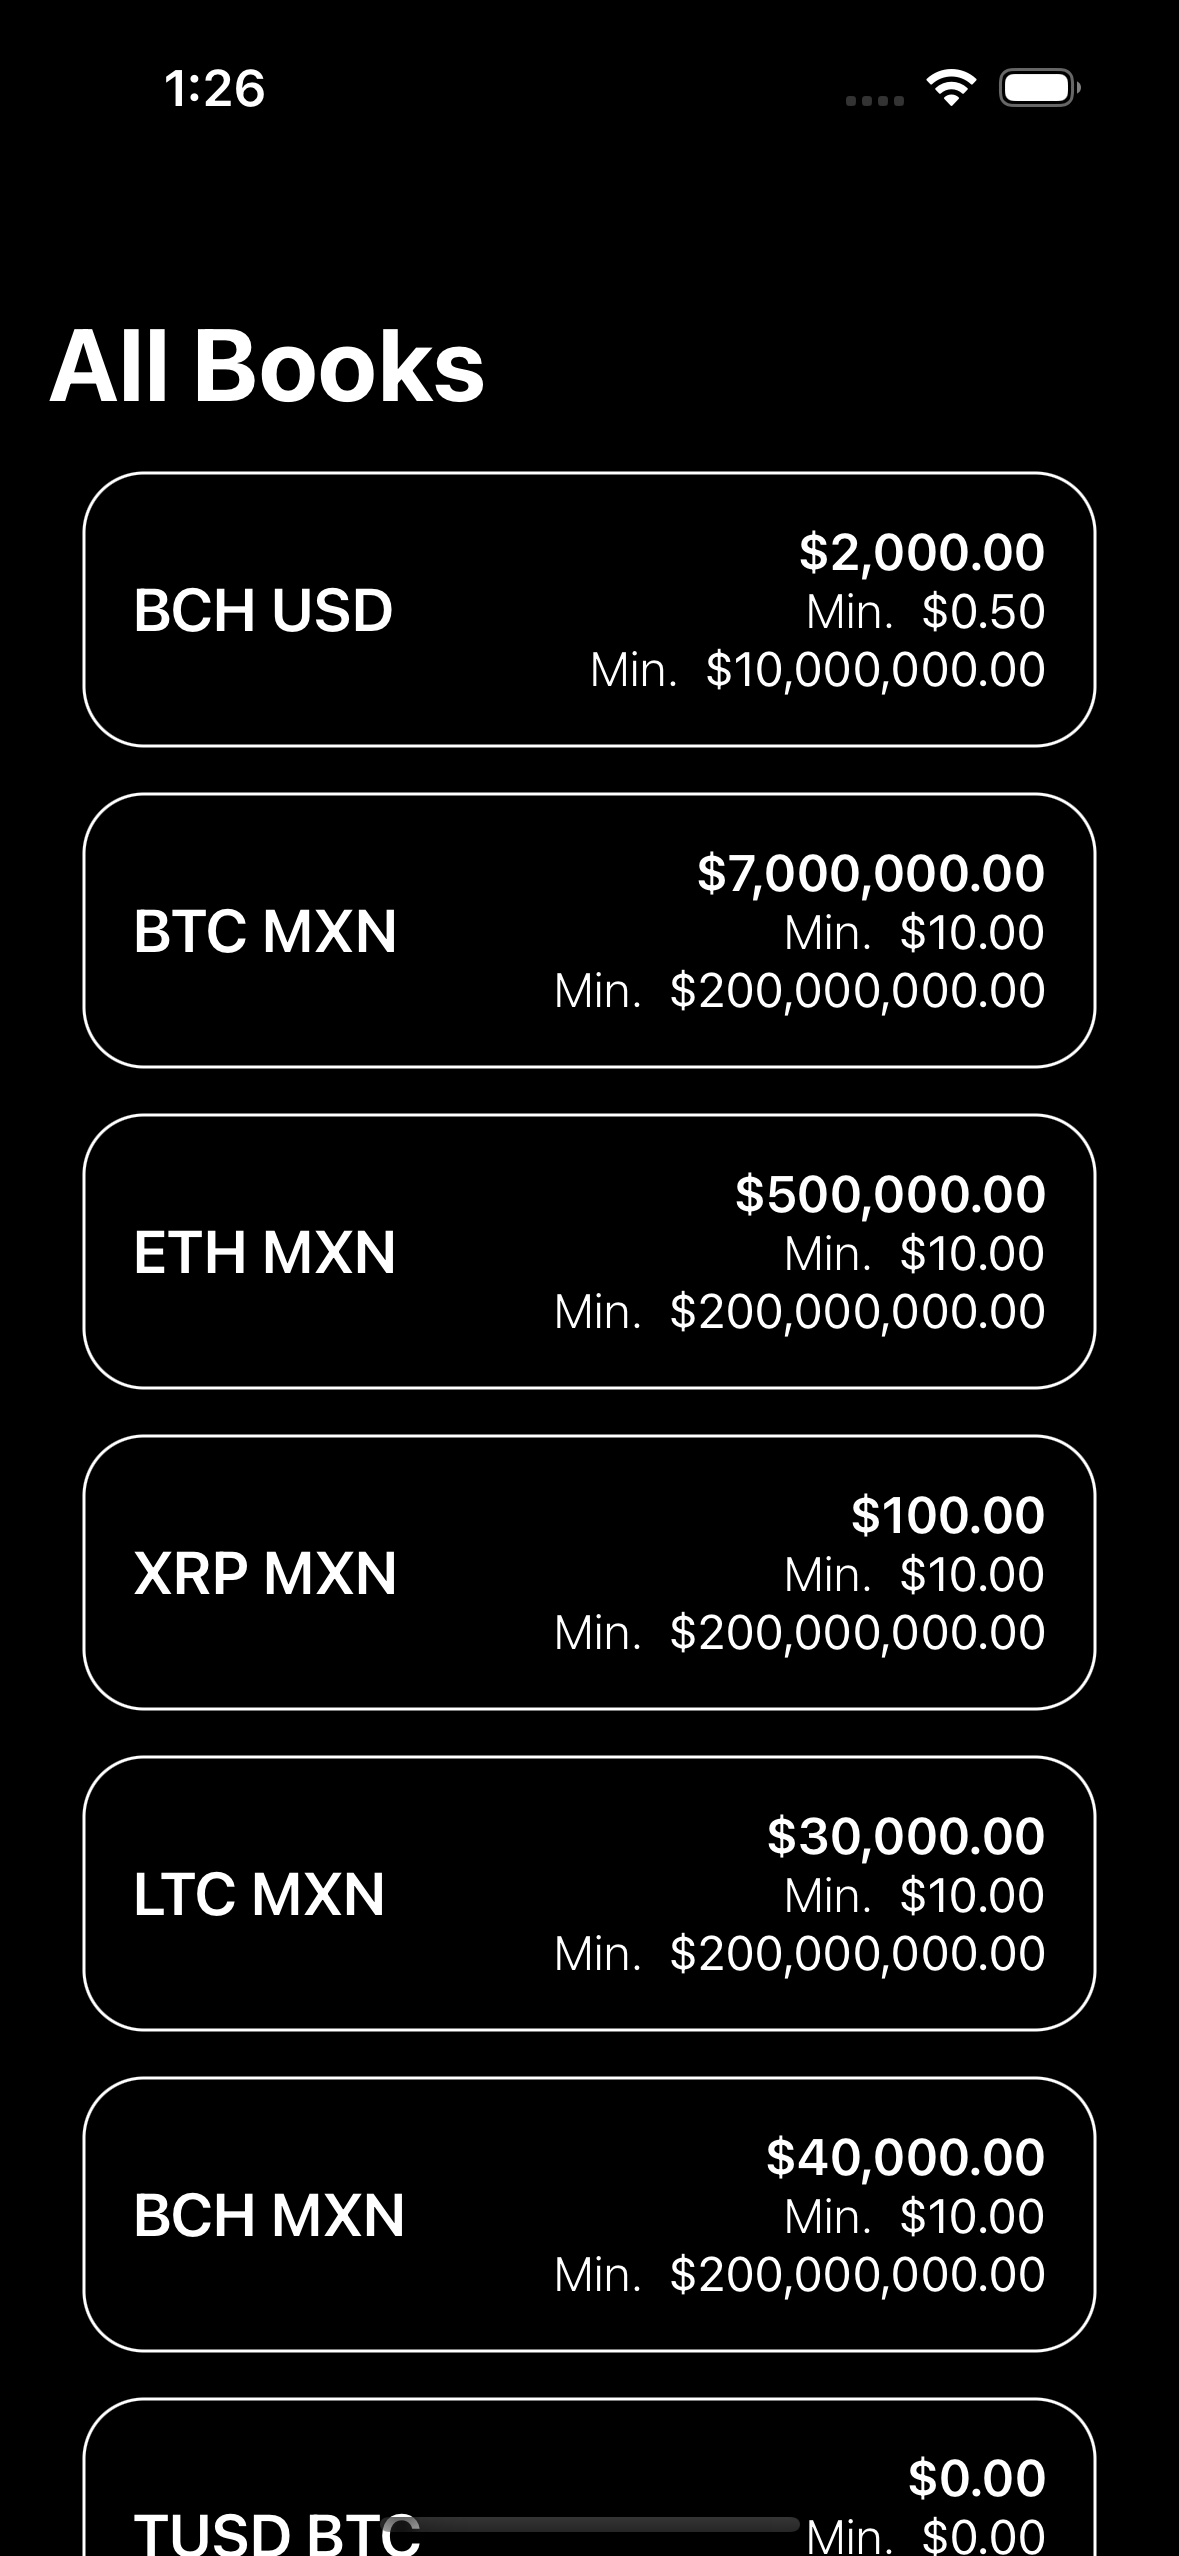 1:26
All Books
$2,000.00
BCH USD
Min. $0.50
Min. $10,000,000.00
$7,000,000.00
BTC MXN
Min. $10.00
Min. $200,000,000.00
$500,000.00
ETH MXN
Min. $10.00
Min. $200,000,000.00
$100.00
XRP MXN
Min. $10.00
Min. $200,000,000.00
$30,000.00
LTC MXN
Min. $10.00
Min. $200,000,000.00
$40,000.00
BCH MXN
Min. $10.00
Min. $200,000,000.00
$0.00
TUSD BTC
Min. $0.00